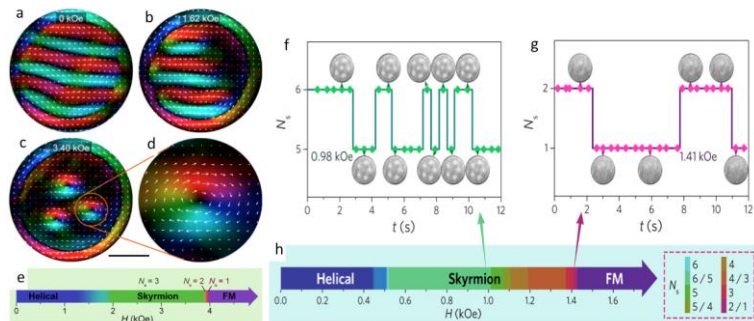 a
0 kOe
b
1.62 kOe
c
3.40 kOe
d
e
N_s = 3 N_s = 2 N_s = 1
Helical Skyrmion FM
0 1 2 3 4
H (kOe)
f
6
N_s
5
0.98 kOe
0 2 4 6 8 10 12
t (s)
g
2
N_s
1
1.41 kOe
0 2 4 6 8 10 12
t (s)
h
Helical Skyrmion FM
0.0 0.2 0.4 0.6 0.8 1.0 1.2 1.4 1.6
H (kOe)
N_s
6 4
6/5 4/3
5 3
5/4 2/1